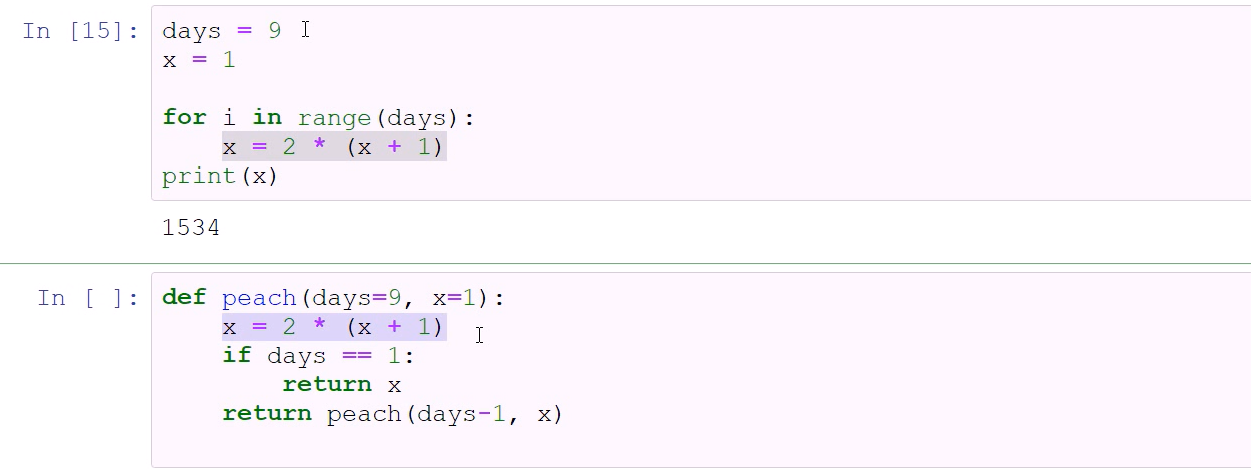 In [15]: days = 9
x = 1
for i in range(days):
    x = 2 * (x + 1)
print(x)
1534
In [ ]: def peach(days=9, x=1):
    x = 2 * (x + 1)
    if days == 1:
        return x
    return peach(days-1, x)